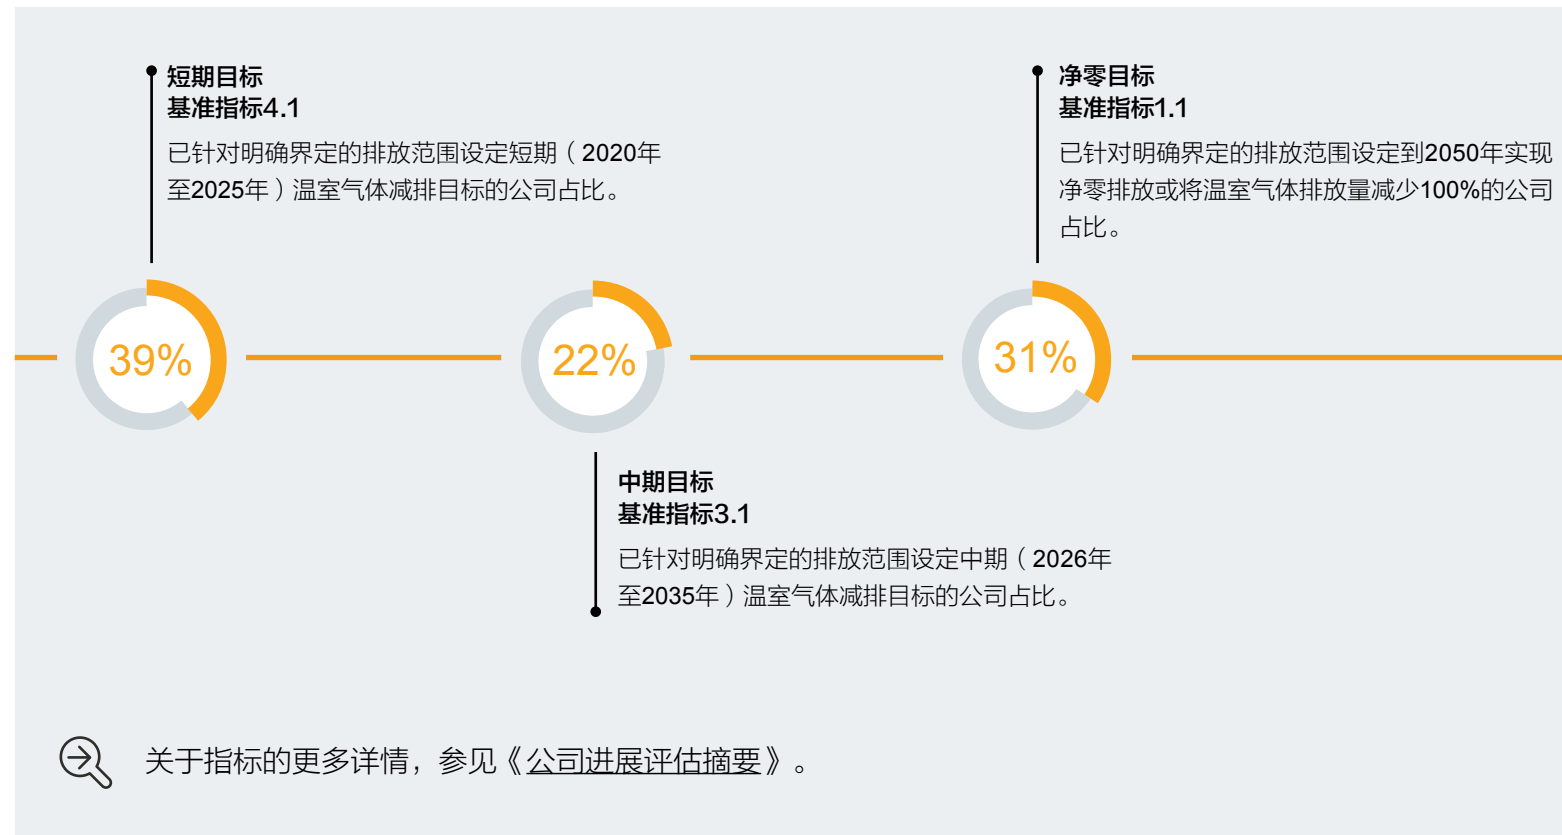 短期目标
基准指标4.1
已针对明确界定的排放范围设定短期（2020年
至2025年）温室气体减排目标的公司占比。
39%
22%
中期目标
基准指标3.1
已针对明确界定的排放范围设定中期（2026年
至2035年）温室气体减排目标的公司占比。
净零目标
基准指标1.1
已针对明确界定的排放范围设定到2050年实现
净零排放或将温室气体排放量减少100%的公司
占比。
31%
关于指标的更多详情，参见《公司进展评估摘要》。